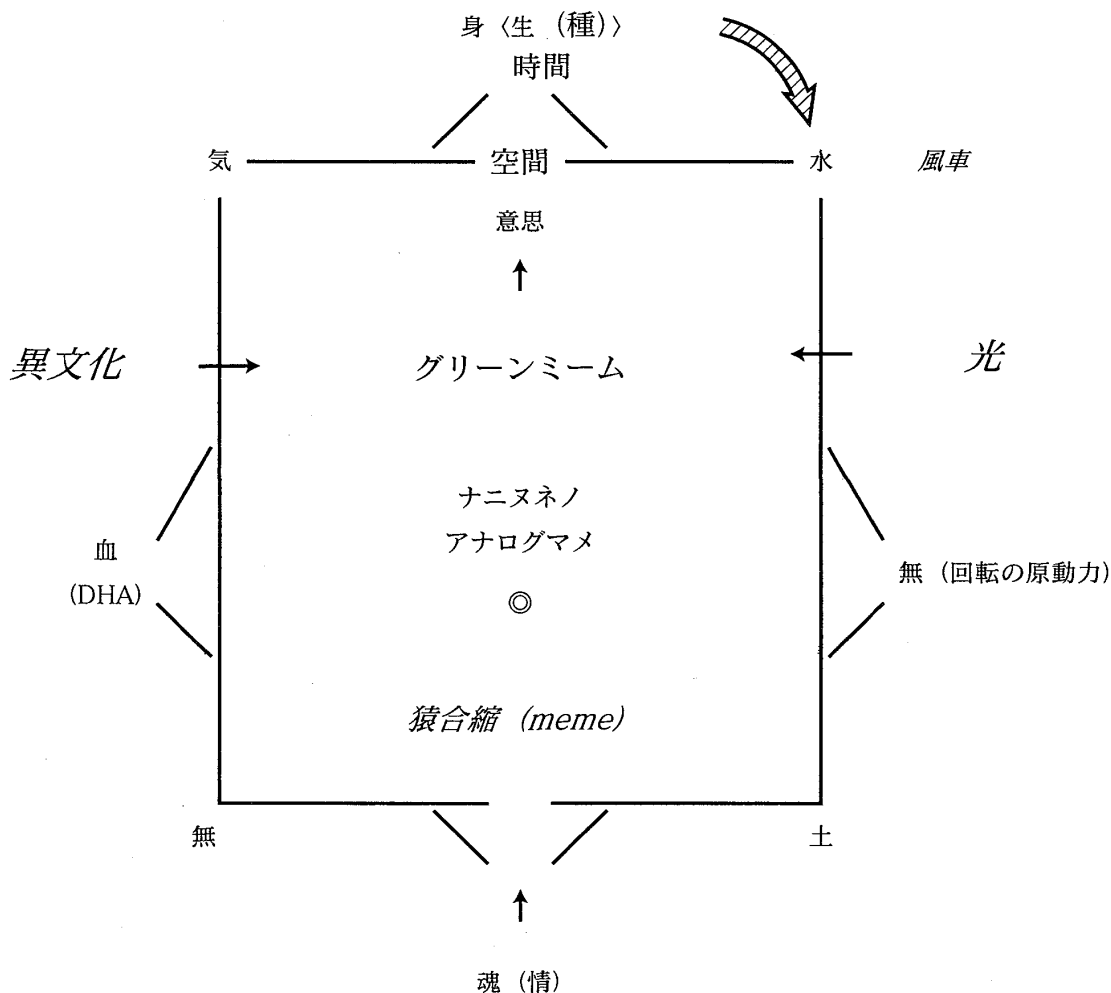 身〈生(種)〉
時間
気 空間 水 風車
意思
異文化 グリーンミーム 光
ナニヌネノ
アナログマメ
血
(DHA)
無(回転の原動力)
◎
猿合縮(meme)
無 土
魂(情)